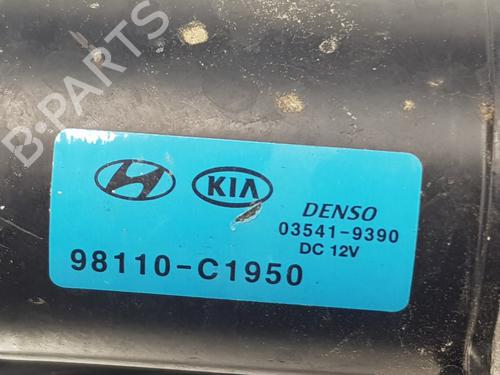 B-PARTS
KIA
DENSO
03541-9390
DC 12V
98110-C1950